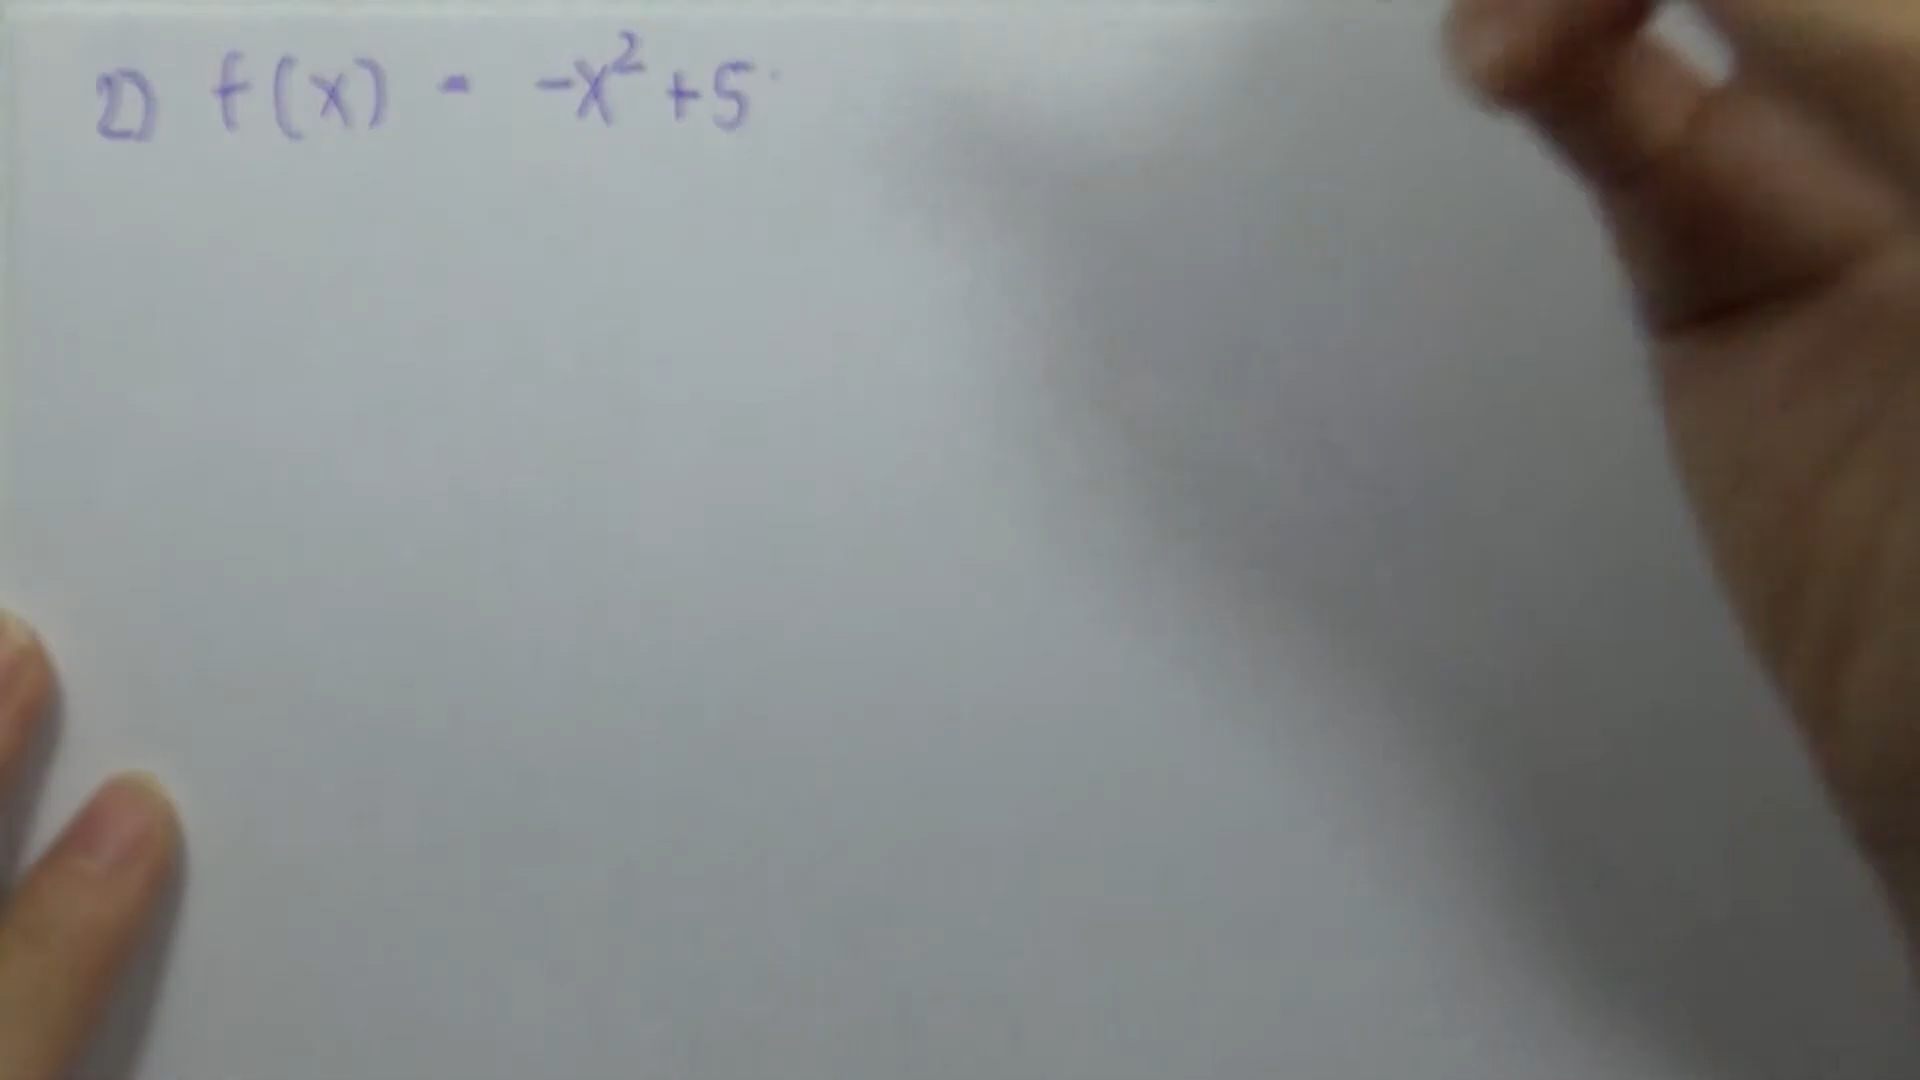 2) f(x) = -x² + 5